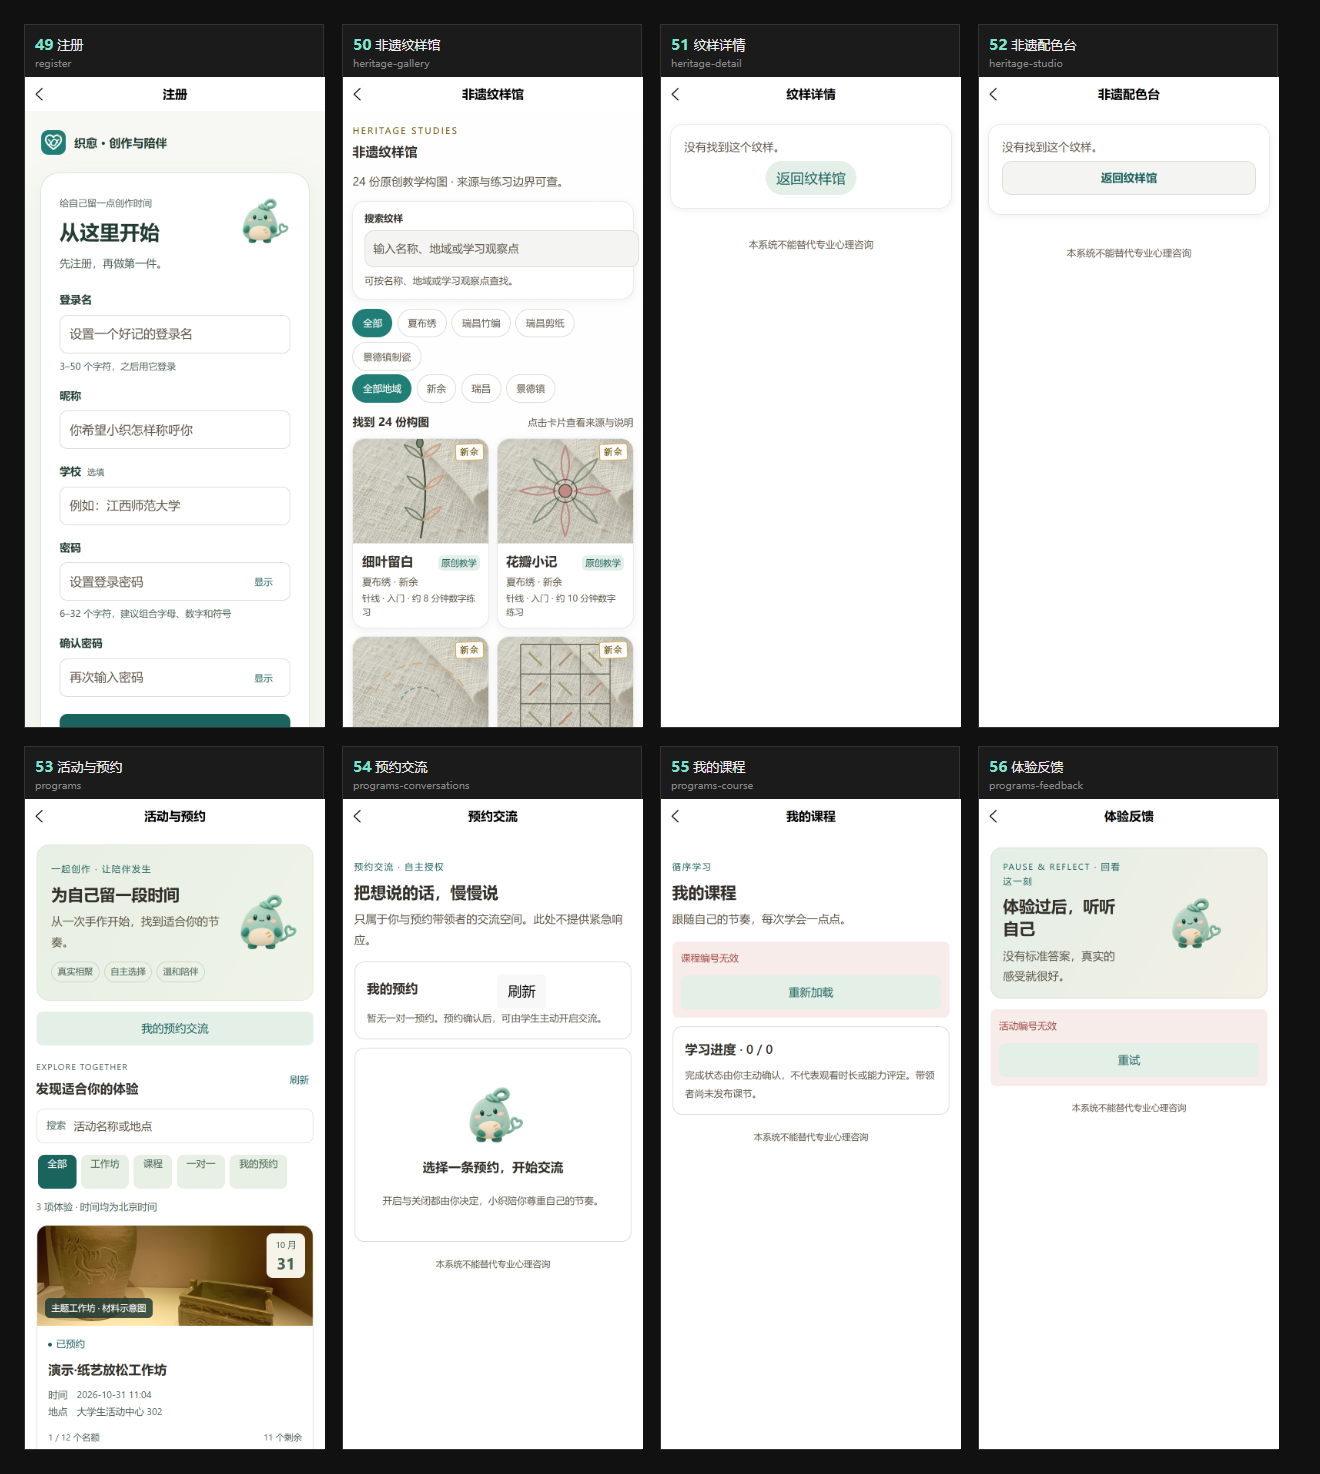 49 注册
register
注册
织愈 • 创作与陪伴
给自己留一点创作时间
从这里开始
先注册，再做第一件。
登录名
设置一个好记的登录名
3–50 个字符，之后用它登录
昵称
你希望小织怎样称呼你
学校 选填
例如：江西师范大学
密码
设置登录密码 显示
6–32 个字符，建议组合字母、数字和符号
确认密码
再次输入密码 显示
50 非遗纹样馆
heritage-gallery
非遗纹样馆
HERITAGE STUDIES
非遗纹样馆
24 份原创教学构图 · 来源与练习边界可查。
搜索纹样
输入名称、地域或学习观察点
可按名称、地域或学习观察点查找。
全部 夏布绣 瑞昌竹编 瑞昌剪纸
景德镇制瓷
全部地域 新余 瑞昌 景德镇
找到 24 份构图 点击卡片查看来源与说明
新余
细叶留白 原创教学
夏布绣 · 新余
针线 · 入门 · 约 8 分钟数字练
习
新余
花瓣小记 原创教学
夏布绣 · 新余
针线 · 入门 · 约 10 分钟数字
练习
新余
新余
51 纹样详情
heritage-detail
纹样详情
没有找到这个纹样。
返回纹样馆
本系统不能替代专业心理咨询
52 非遗配色台
heritage-studio
非遗配色台
没有找到这个纹样。
返回纹样馆
本系统不能替代专业心理咨询
53 活动与预约
programs
活动与预约
一起创作 · 让陪伴发生
为自己留一段时间
从一次手作开始，找到适合你的节
奏。
真实相聚 自主选择 温和陪伴
我的预约交流
EXPLORE TOGETHER
发现适合你的体验
刷新
搜索 活动名称或地点
全部 工作坊 课程 一对一 我的预约
3 项体验 · 时间均为北京时间
10 月
31
主题工作坊 · 材料示意图
• 已预约
演示·纸艺放松工作坊
时间 2026-10-31 11:04
地点 大学生活动中心 302
1 / 12 个名额 11 个剩余
54 预约交流
programs-conversations
预约交流
预约交流 · 自主授权
把想说的话，慢慢说
只属于你与预约带领者的交流空间。此处不提供紧急响
应。
我的预约 刷新
暂无一对一预约。预约确认后，可由学生主动开启交流。
选择一条预约，开始交流
开启与关闭都由你决定，小织陪你尊重自己的节奏。
本系统不能替代专业心理咨询
55 我的课程
programs-course
我的课程
循序学习
我的课程
跟随自己的节奏，每次学会一点点。
课程编号无效
重新加载
学习进度 · 0 / 0
完成状态由你主动确认，不代表观看时长或能力评定。带领
者尚未发布课节。
本系统不能替代专业心理咨询
56 体验反馈
programs-feedback
体验反馈
PAUSE & REFLECT · 回看
这一刻
体验过后，听听
自己
没有标准答案，真实的
感受就很好。
活动编号无效
重试
本系统不能替代专业心理咨询